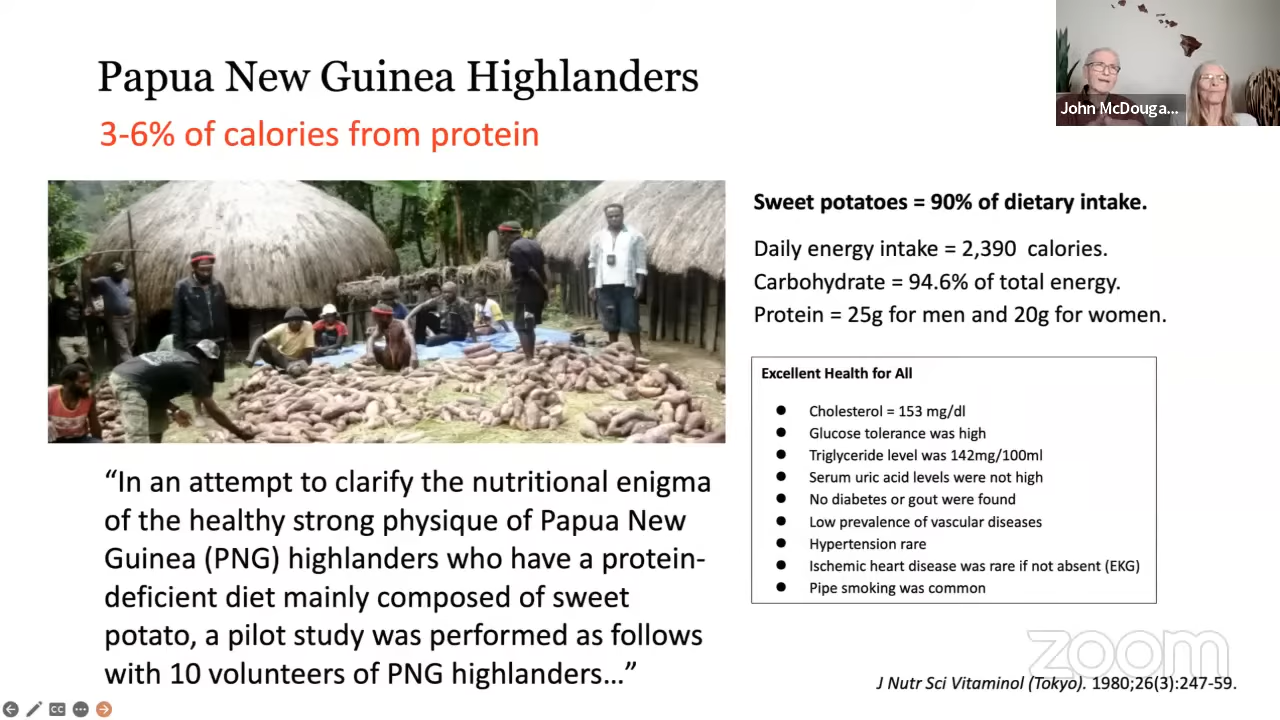 Papua New Guinea Highlanders
3-6% of calories from protein
John McDouga...
Sweet potatoes = 90% of dietary intake.
Daily energy intake = 2,390 calories.
Carbohydrate = 94.6% of total energy.
Protein = 25g for men and 20g for women.
Excellent Health for All
● Cholesterol = 153 mg/dl
● Glucose tolerance was high
● Triglyceride level was 142mg/100ml
● Serum uric acid levels were not high
● No diabetes or gout were found
● Low prevalence of vascular diseases
● Hypertension rare
● Ischemic heart disease was rare if not absent (EKG)
● Pipe smoking was common
“In an attempt to clarify the nutritional enigma
of the healthy strong physique of Papua New
Guinea (PNG) highlanders who have a protein-
deficient diet mainly composed of sweet
potato, a pilot study was performed as follows
with 10 volunteers of PNG highlanders…”
zoom
J Nutr Sci Vitaminol (Tokyo). 1980;26(3):247-59.
CC